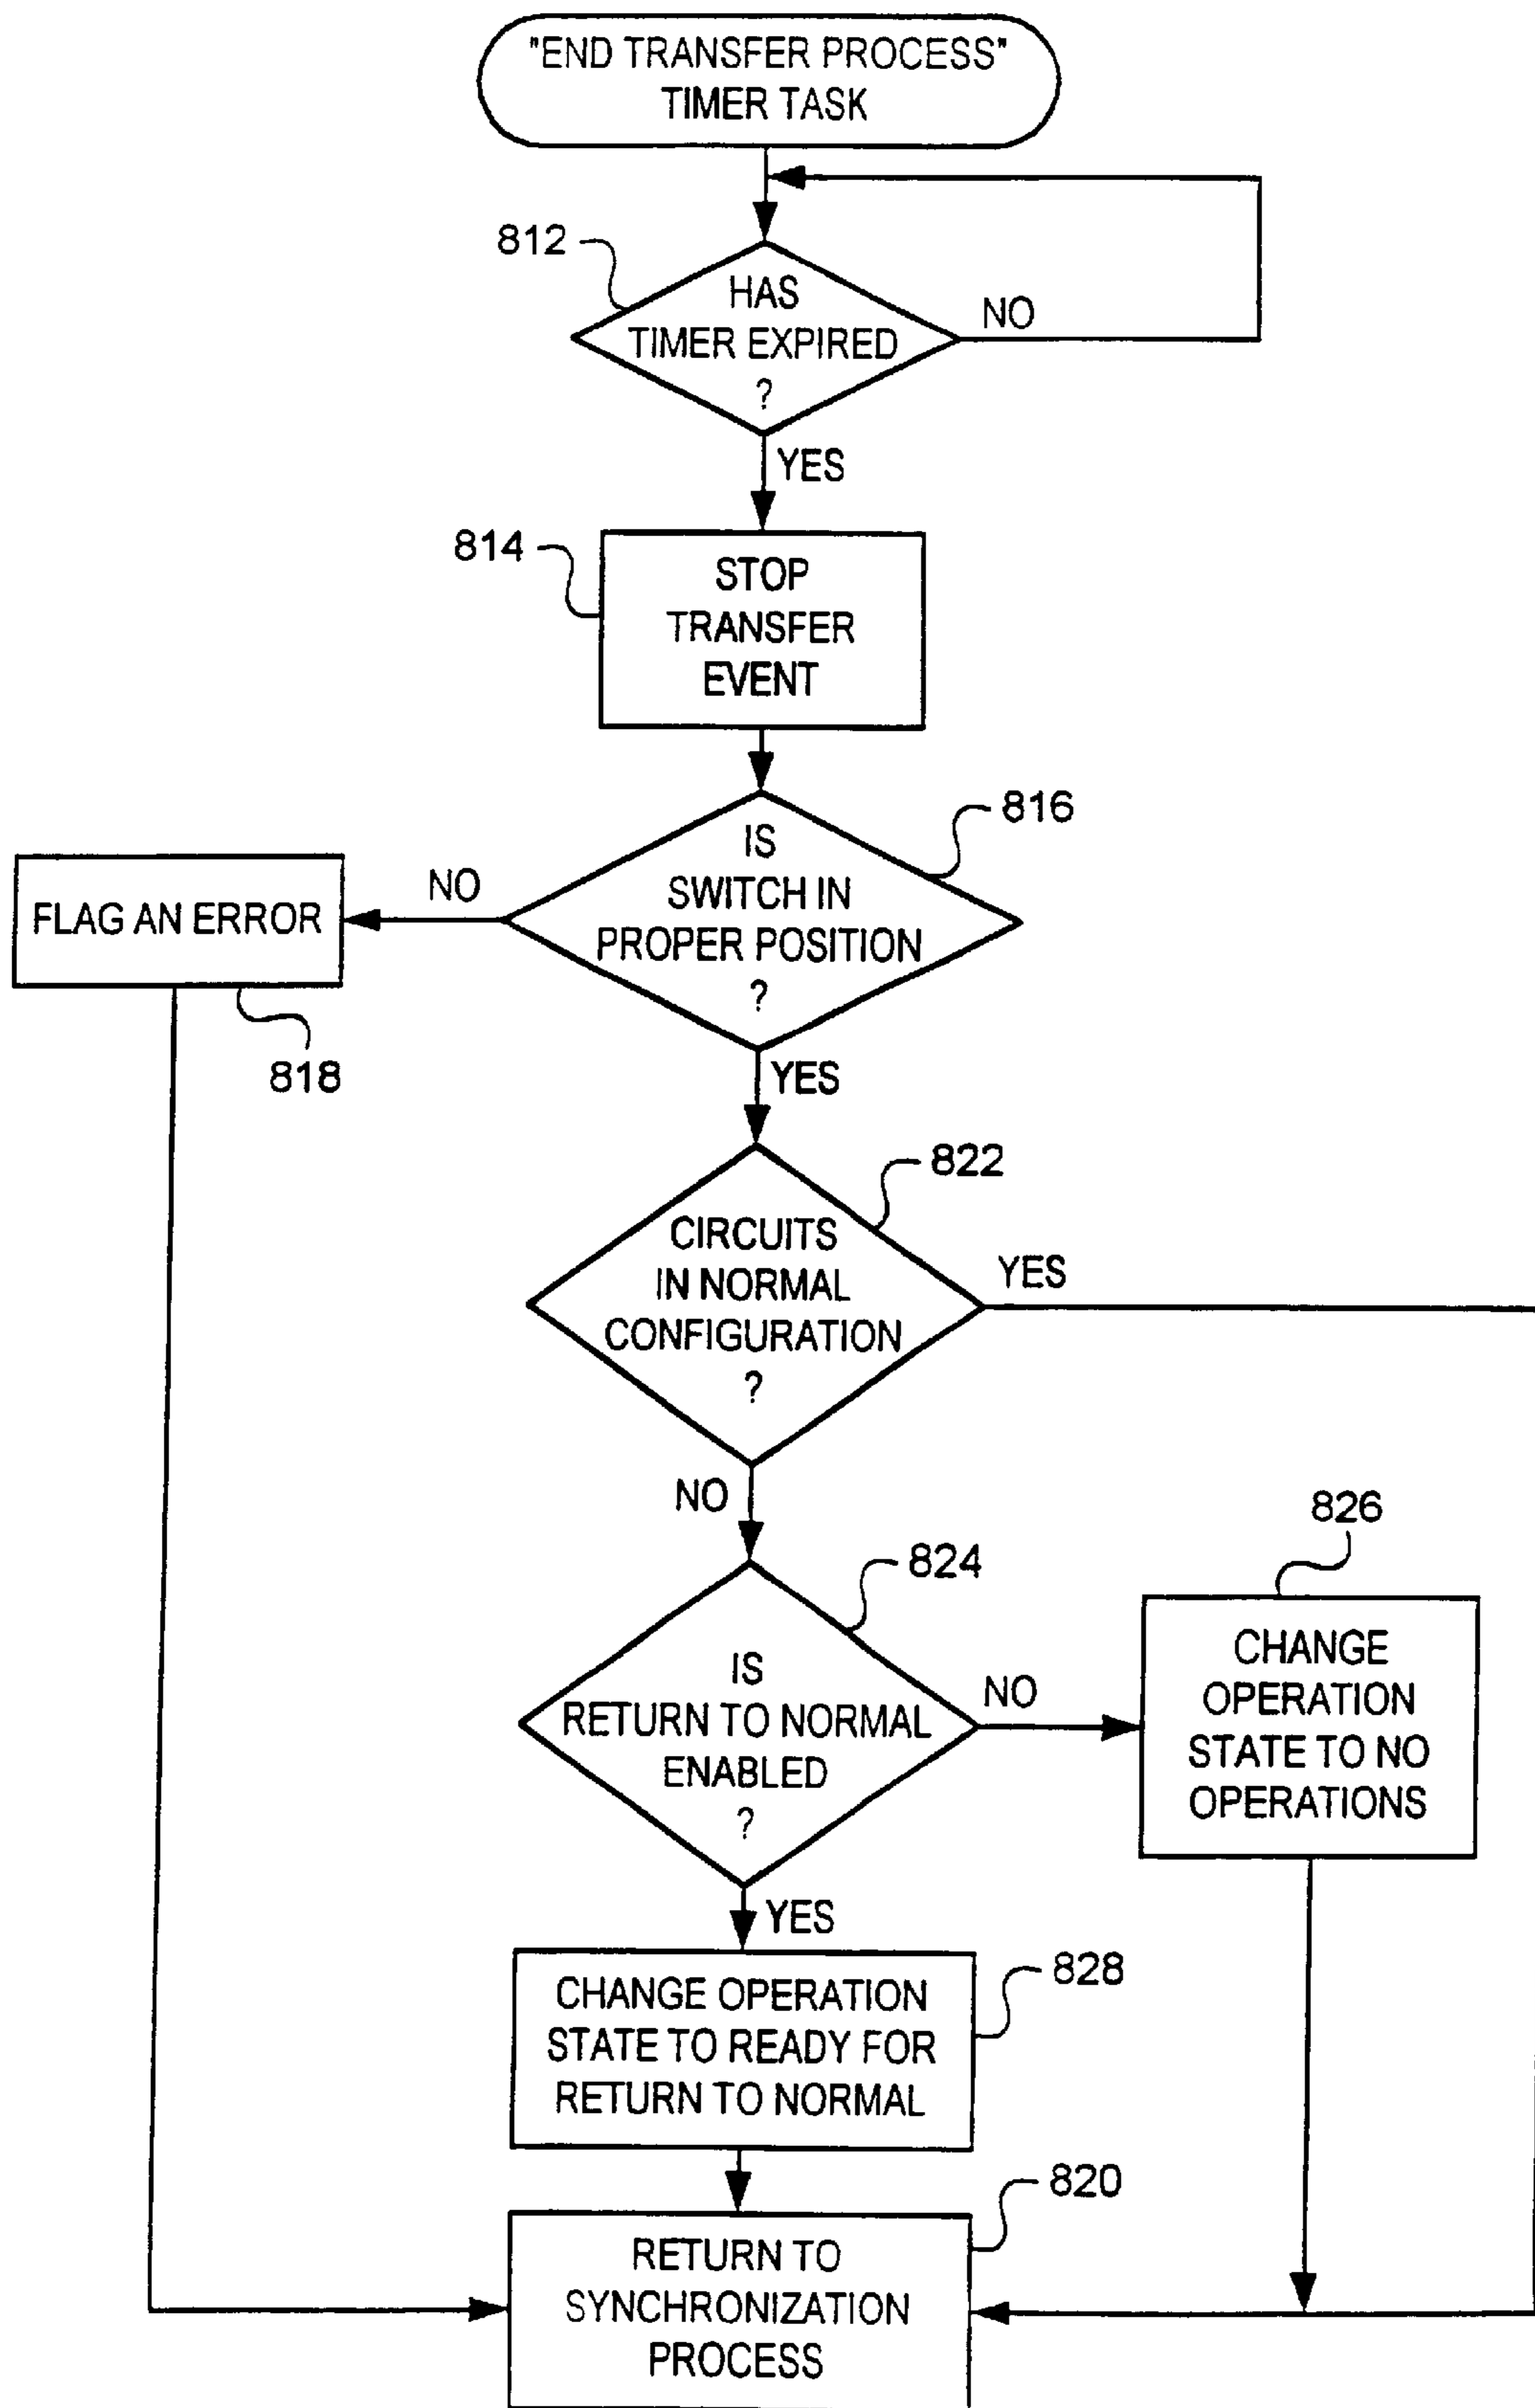 "END TRANSFER PROCESS"
TIMER TASK
812
HAS
TIMER EXPIRED
?
NO
YES
814
STOP
TRANSFER
EVENT
816
IS
SWITCH IN
PROPER POSITION
?
NO
FLAG AN ERROR
818
YES
822
CIRCUITS
IN NORMAL
CONFIGURATION
?
YES
NO
824
IS
RETURN TO NORMAL
ENABLED
?
NO
826
CHANGE
OPERATION
STATE TO NO
OPERATIONS
YES
828
CHANGE OPERATION
STATE TO READY FOR
RETURN TO NORMAL
820
RETURN TO
SYNCHRONIZATION
PROCESS